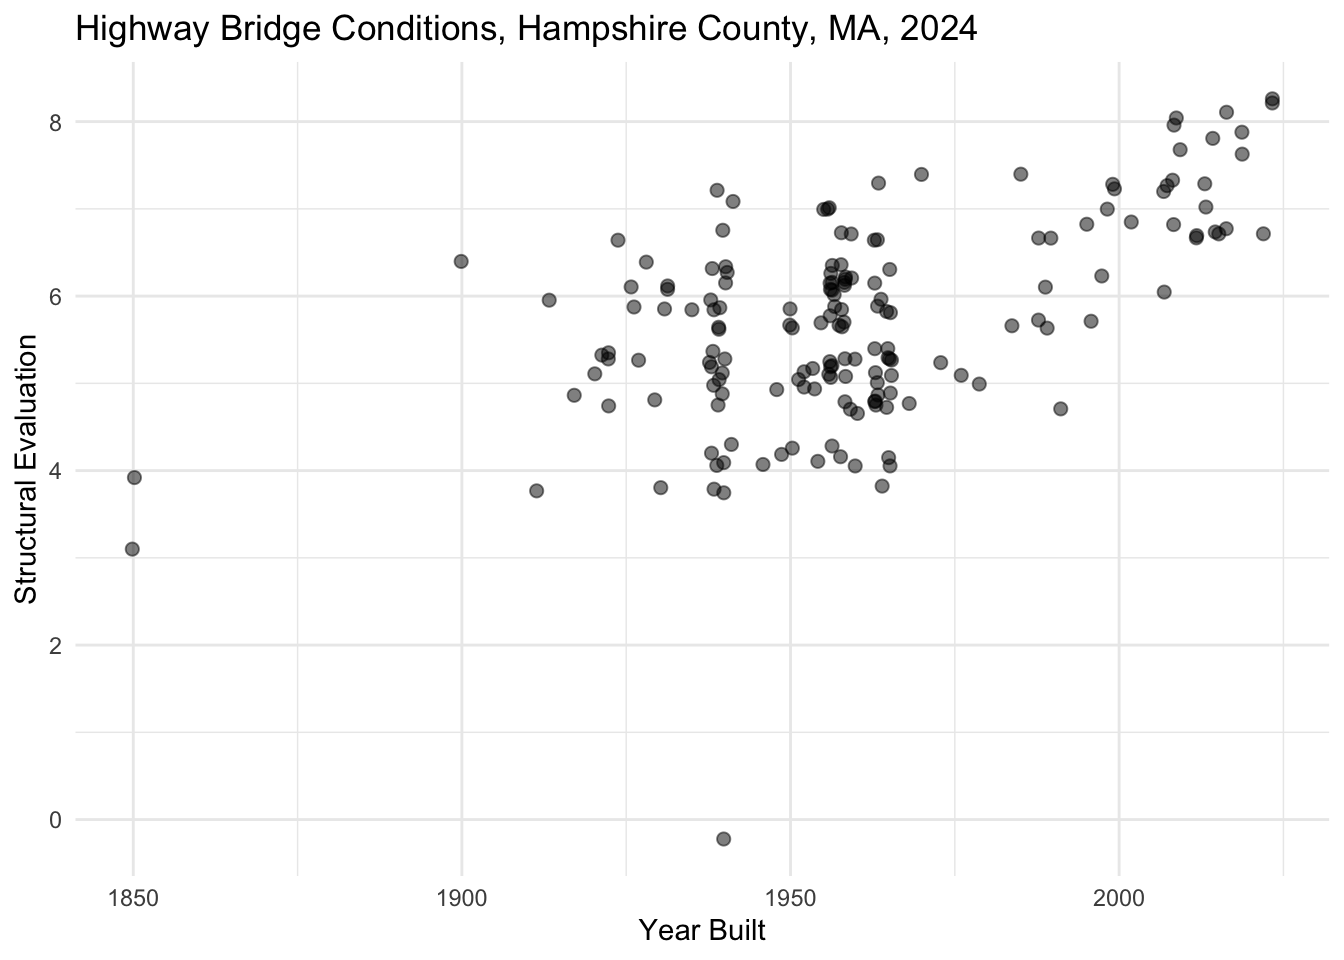 Highway Bridge Conditions, Hampshire County, MA, 2024
Structural Evaluation
8
6
4
2
0
1850 1900 1950 2000
Year Built